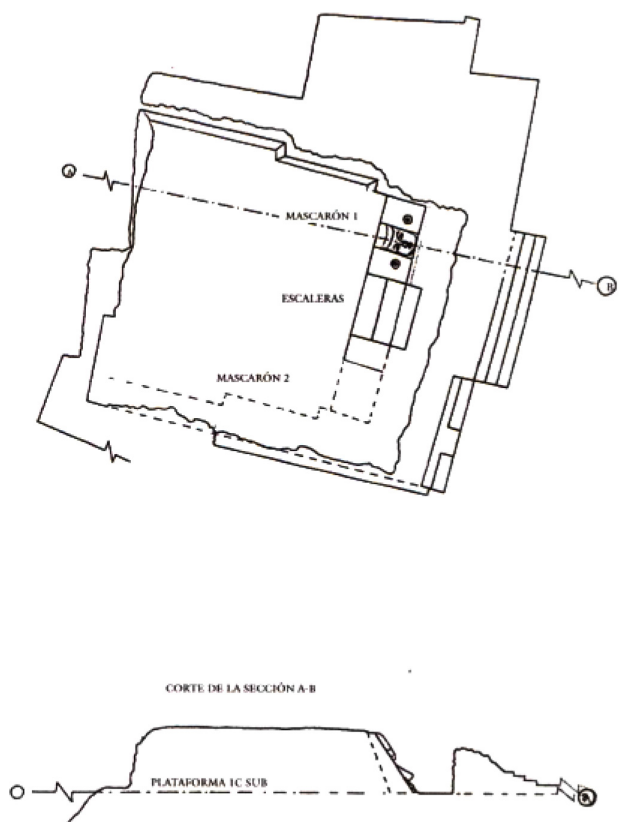 MASCARÓN 1
B
ESCALERAS
MASCARÓN 2
CORTE DE LA SECCIÓN A-B
PLATAFORMA 1C SUB